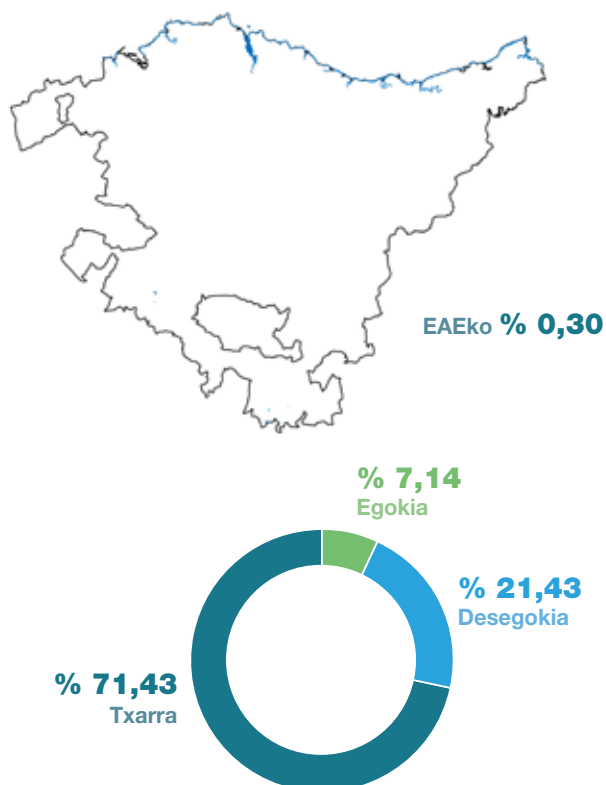 EAEko % 0,30
% 7,14
Egokia
% 21,43
Desegokia
% 71,43
Txarra